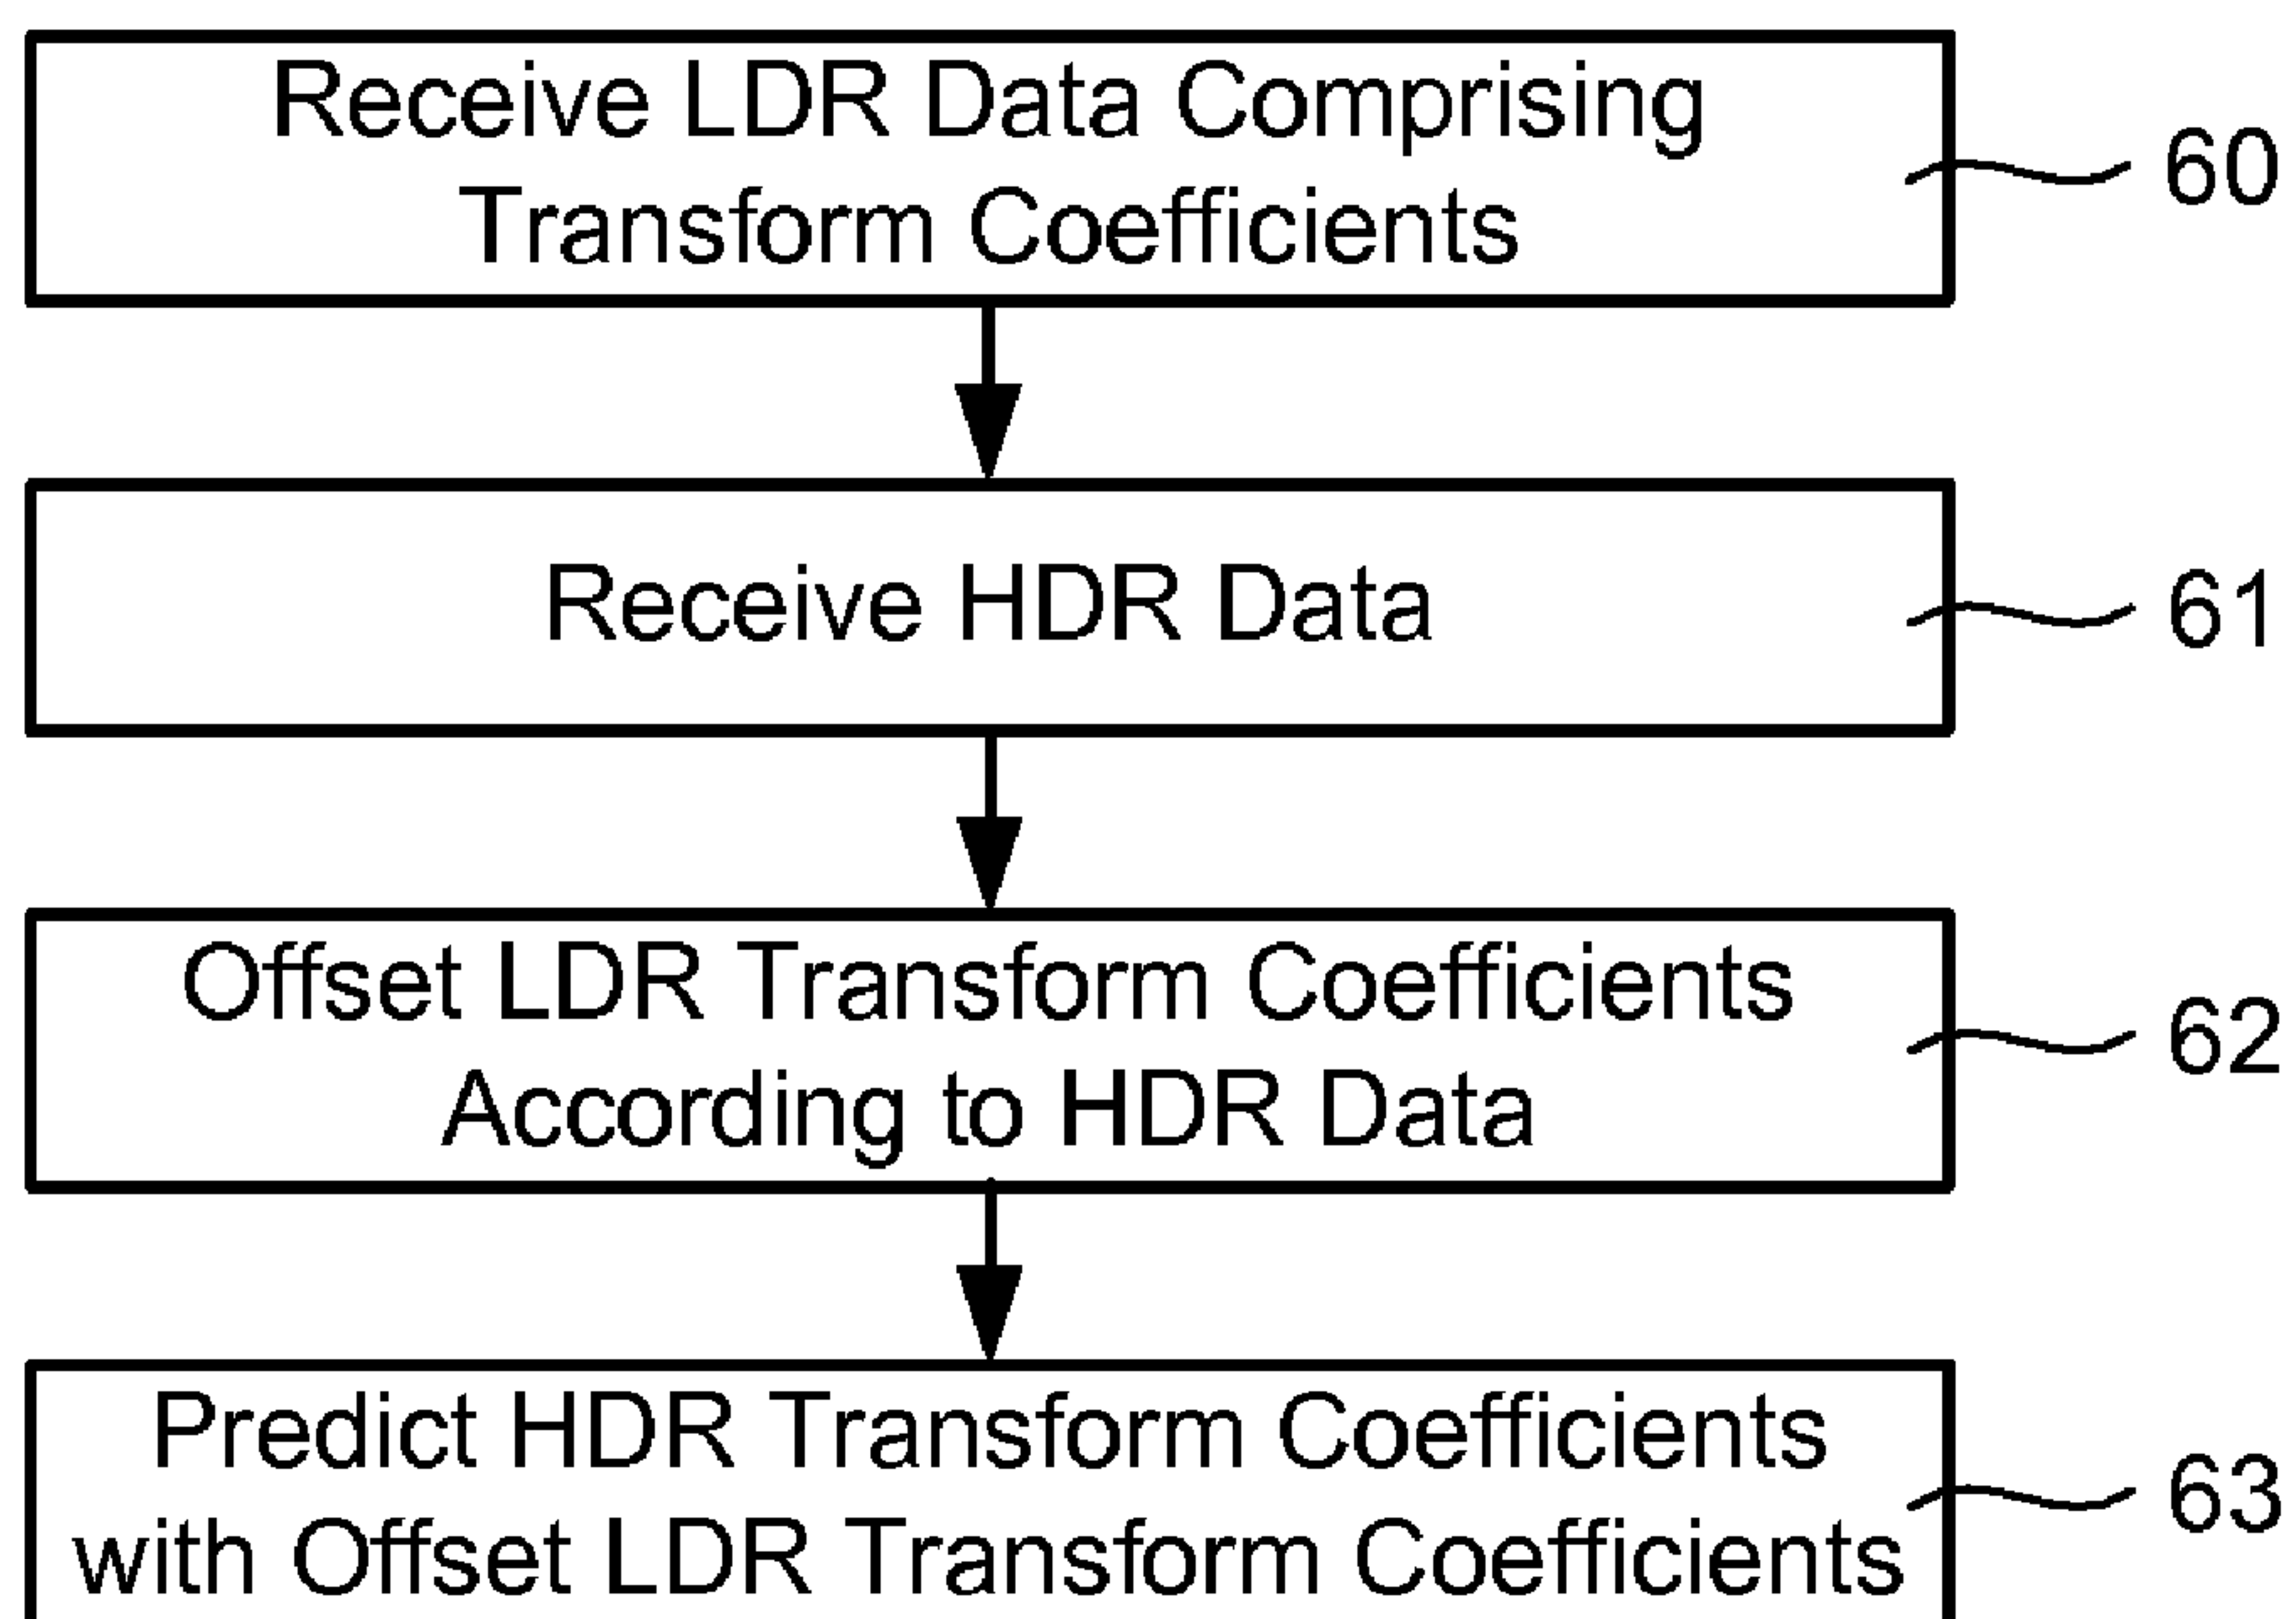 Receive LDR Data Comprising
Transform Coefficients
60
Receive HDR Data
61
Offset LDR Transform Coefficients
According to HDR Data
62
Predict HDR Transform Coefficients
with Offset LDR Transform Coefficients
63